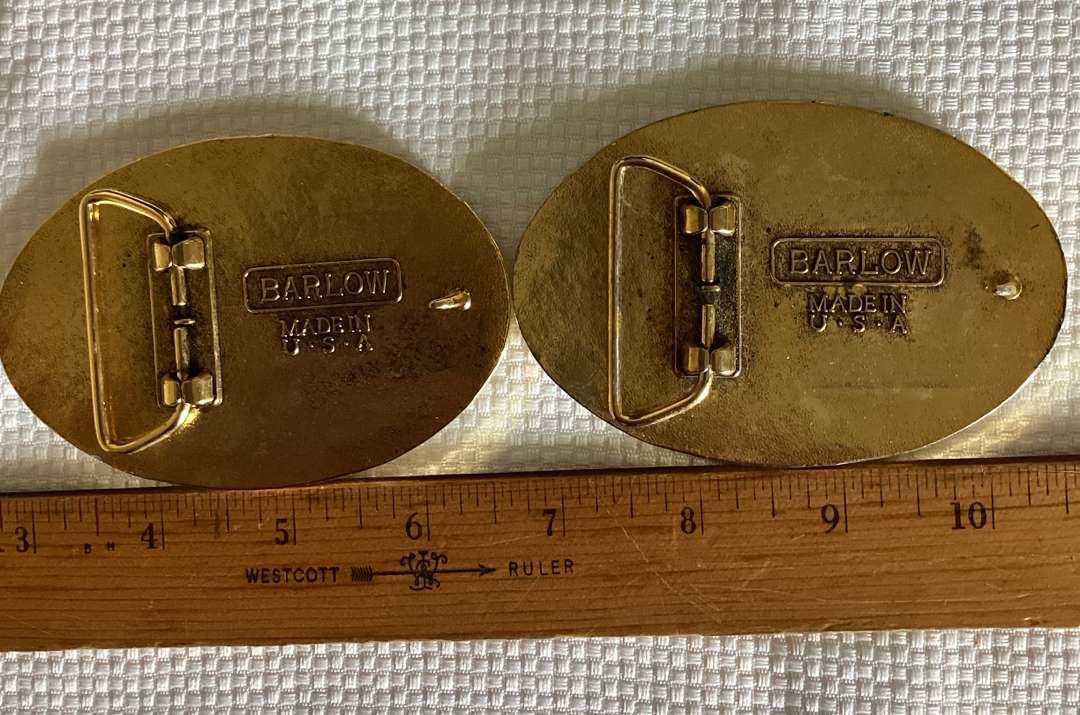 BARLOW
MADE IN
U·S·A
BARLOW
MADE IN
U·S·A
3 4 5 6 7 8 9 10
B H
WESTCOTT RULER